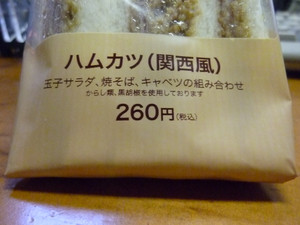 ハムカツ(関西風)
玉子サラダ、焼そば、キャベツの組み合わせ
からし類、黒胡椒を使用しております
260円(税込)